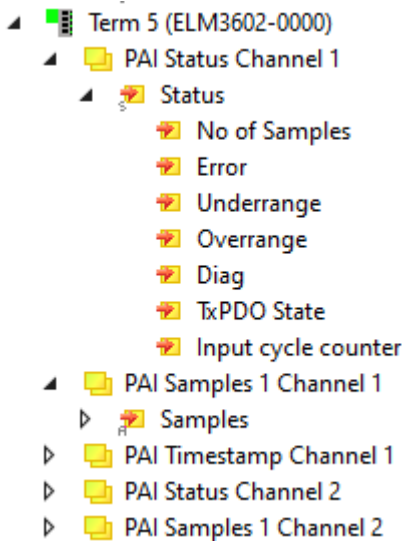 Term 5 (ELM3602-0000)
PAI Status Channel 1
S Status
No of Samples
Error
Underrange
Overrange
Diag
TxPDO State
Input cycle counter
PAI Samples 1 Channel 1
A Samples
PAI Timestamp Channel 1
PAI Status Channel 2
PAI Samples 1 Channel 2